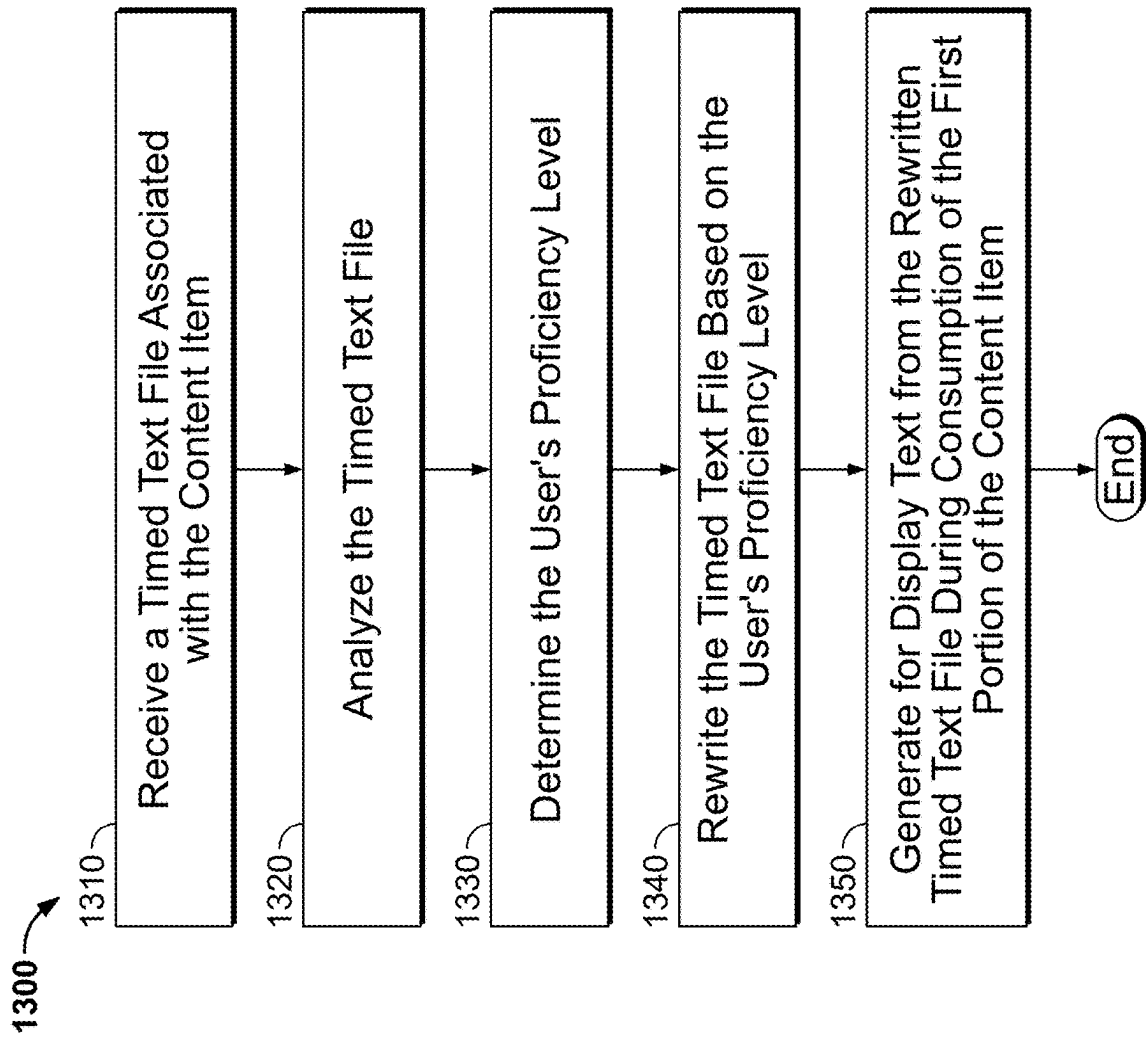 1300
1310
Receive a Timed Text File Associated
with the Content Item
1320
Analyze the Timed Text File
1330
Determine the User's Proficiency Level
1340
Rewrite the Timed Text File Based on the
User's Proficiency Level
1350
Generate for Display Text from the Rewritten
Timed Text File During Consumption of the First
Portion of the Content Item
End